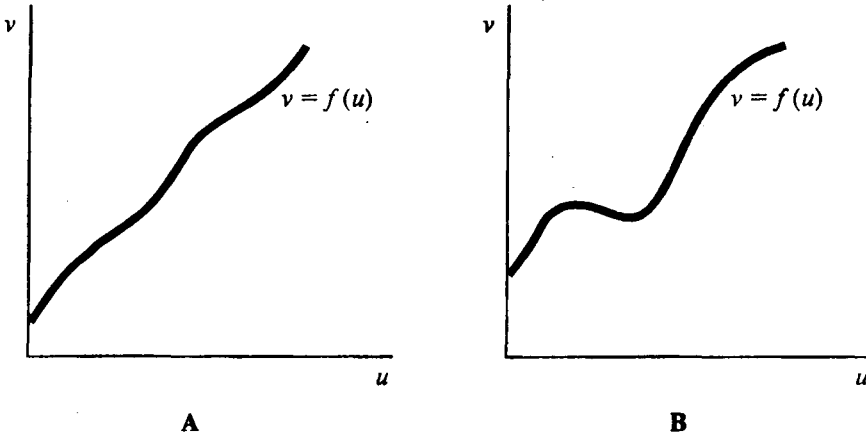 v
v = f(u)
u
A
v
v = f(u)
u
B